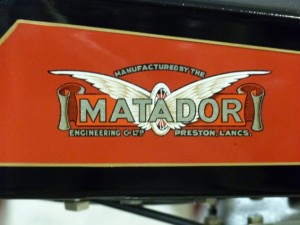 MANUFACTURED BY THE
MATADOR
ENGINEERING Co LTD PRESTON, LANCS.